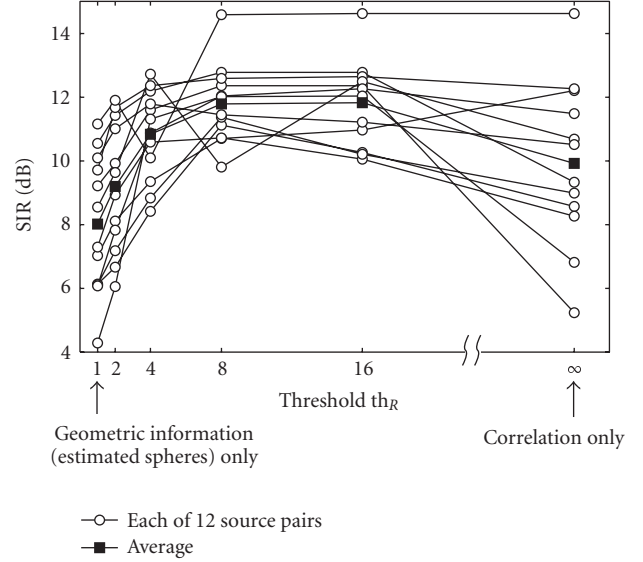 14
12
10
8
6
4
SIR (dB)
1 2 4 8 16 ∞
Threshold th_R
Geometric information
(estimated spheres) only
Correlation only
Each of 12 source pairs
Average